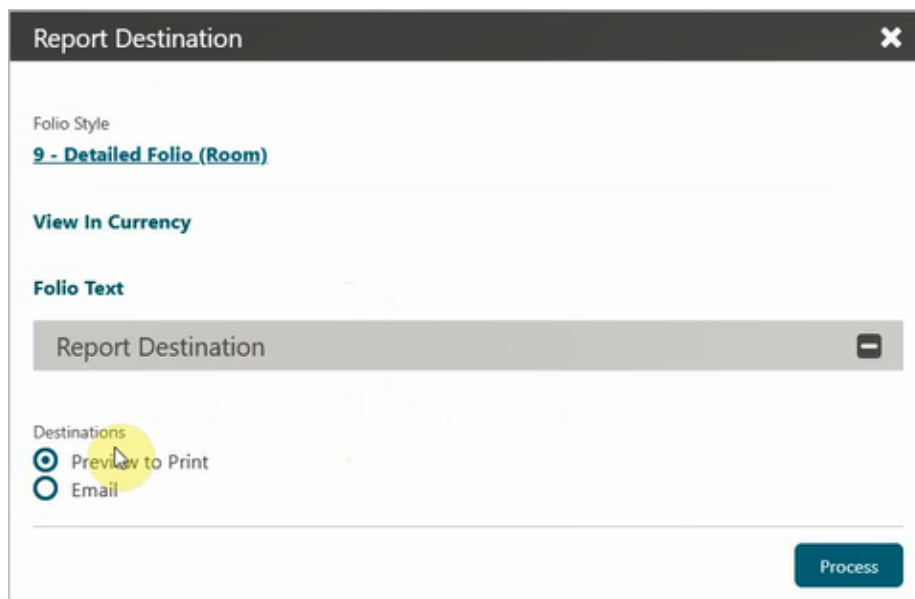 Report Destination
Folio Style
9 - Detailed Folio (Room)
View In Currency
Folio Text
Report Destination
Destinations
Preview to Print
Email
Process